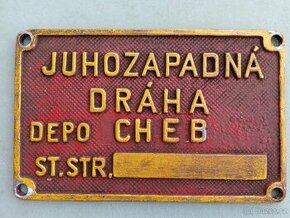 JUHOZAPADNÁ
DRÁHA
DEPO CHEB
ST.STR.